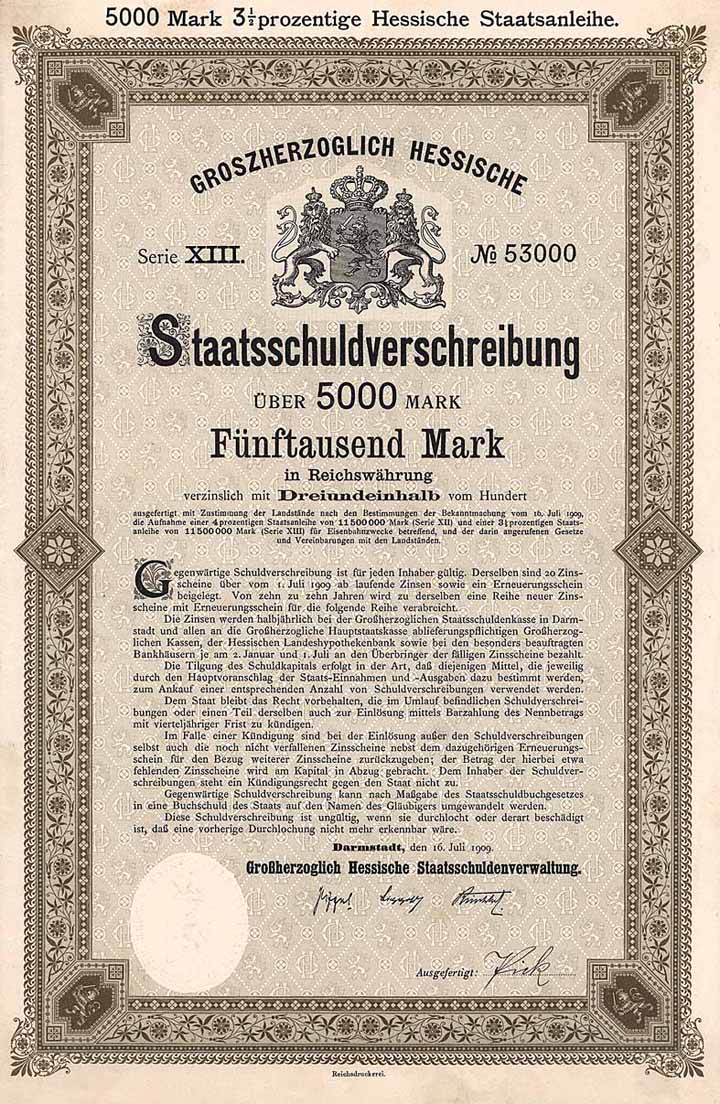 5000 Mark 3½prozentige Hessische Staatsanleihe.
GROSZHERZOGLICH HESSISCHE
Serie XIII. № 53000
Staatsschuldverschreibung
ÜBER 5000 MARK
Fünftausend Mark
in Reichswährung
verzinslich mit Dreiundeinhalb vom Hundert
ausgefertigt mit Zustimmung der Landstände nach den Bestimmungen der Bekanntmachung vom 16. Juli 1909,
die Aufnahme einer 4prozentigen Staatsanleihe von 11500000 Mark (Serie XII) und einer 3½prozentigen Staats-
anleihe von 11500000 Mark (Serie XIII) für Eisenbahnzwecke betreffend, und der darin angerufenen Gesetze
und Vereinbarungen mit den Landständen.
Gegenwärtige Schuldverschreibung ist für jeden Inhaber gültig. Derselben sind 20 Zins-
scheine über vom 1. Juli 1909 ab laufende Zinsen sowie ein Erneuerungsschein
beigelegt. Von zehn zu zehn Jahren wird zu derselben eine Reihe neuer Zins-
scheine mit Erneuerungsschein für die folgende Reihe verabreicht.
Die Zinsen werden halbjährlich bei der Großherzoglichen Staatsschuldenkasse in Darm-
stadt und allen an die Großherzogliche Hauptstaatskasse ablieferungspflichtigen Großherzog-
lichen Kassen, der Hessischen Landeshypothekenbank sowie bei den besonders beauftragten
Bankhäusern je am 2. Januar und 1. Juli an den Überbringer der fälligen Zinsscheine bezahlt.
Die Tilgung des Schuldkapitals erfolgt in der Art, daß diejenigen Mittel, die jeweilig
durch den Hauptvoranschlag der Staats-Einnahmen und -Ausgaben dazu bestimmt werden,
zum Ankauf einer entsprechenden Anzahl von Schuldverschreibungen verwendet werden.
Dem Staat bleibt das Recht vorbehalten, die im Umlauf befindlichen Schuldverschrei-
bungen oder einen Teil derselben auch zur Einlösung mittels Barzahlung des Nennbetrags
mit vierteljähriger Frist zu kündigen.
Im Falle einer Kündigung sind bei der Einlösung außer den Schuldverschreibungen
selbst auch die noch nicht verfallenen Zinsscheine nebst dem dazugehörigen Erneuerungs-
schein für den Bezug weiterer Zinsscheine zurückzugeben; der Betrag der hierbei etwa
fehlenden Zinsscheine wird am Kapital in Abzug gebracht. Dem Inhaber der Schuldver-
schreibungen steht ein Kündigungsrecht gegen den Staat nicht zu.
Gegenwärtige Schuldverschreibung kann nach Maßgabe des Staatsschuldbuchgesetzes
in eine Buchschuld des Staats auf den Namen des Gläubigers umgewandelt werden.
Diese Schuldverschreibung ist ungültig, wenn sie durchlocht oder derart beschädigt
ist, daß eine vorherige Durchlochung nicht mehr erkennbar wäre.
Darmstadt, den 16. Juli 1909.
Großherzoglich Hessische Staatsschuldenverwaltung.
Ausgefertigt:
Reichsdruckerei.